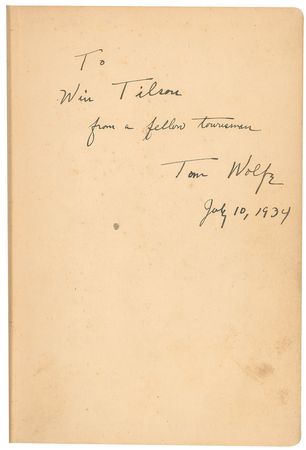 To
Win Tilson
from a fellow townsman
Tom Wolfe
July 10, 1934